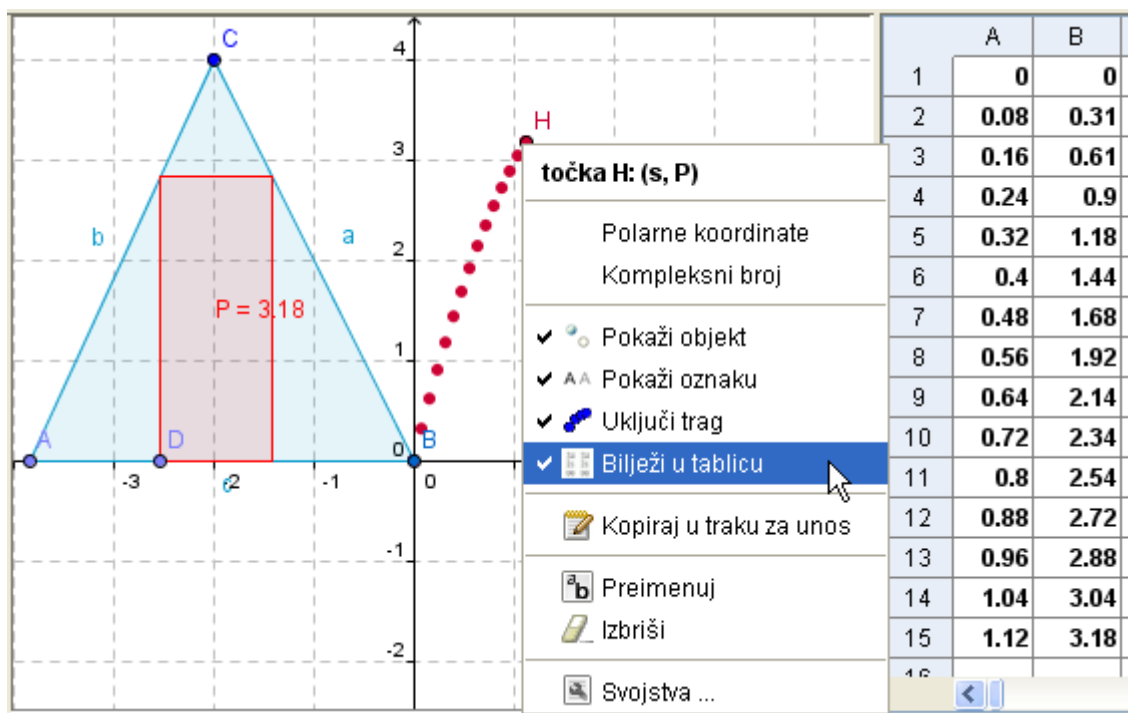 C
4
H
3
b
a
2
P = 3.18
1
A
D
0
B
-3
-2
c
-1
0
-1
-2
točka H: (s, P)
Polarne koordinate
Kompleksni broj
Pokaži objekt
AA Pokaži oznaku
Uključi trag
Bilježi u tablicu
Kopiraj u traku za unos
ab Preimenuj
Izbriši
Svojstva ...
A B
1 0 0
2 0.08 0.31
3 0.16 0.61
4 0.24 0.9
5 0.32 1.18
6 0.4 1.44
7 0.48 1.68
8 0.56 1.92
9 0.64 2.14
10 0.72 2.34
11 0.8 2.54
12 0.88 2.72
13 0.96 2.88
14 1.04 3.04
15 1.12 3.18